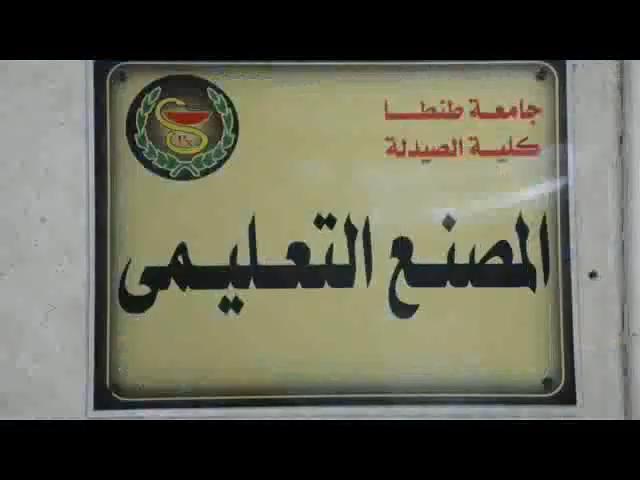 جامعة طنطا
كلية الصيدلة
المصنع التعليمى